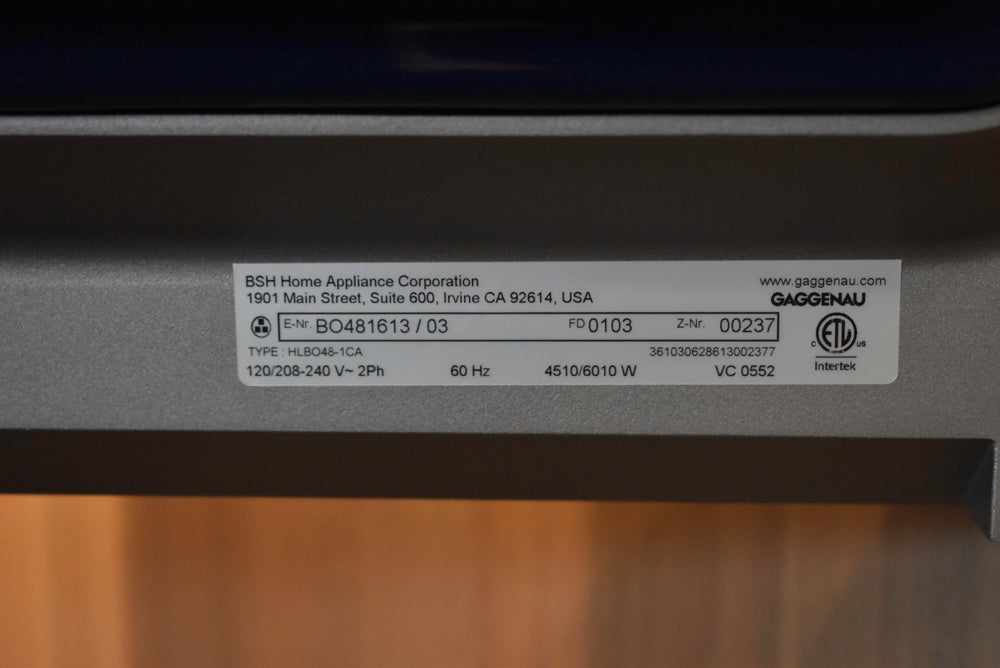 BSH Home Appliance Corporation
1901 Main Street, Suite 600, Irvine CA 92614, USA
www.gaggenau.com
GAGGENAU
E-Nr. BO481613 / 03 FD 0103 Z-Nr. 00237
TYPE : HLBO48-1CA 361030628613002377
120/208-240 V~ 2Ph 60 Hz 4510/6010 W VC 0552
C ETL US
Intertek